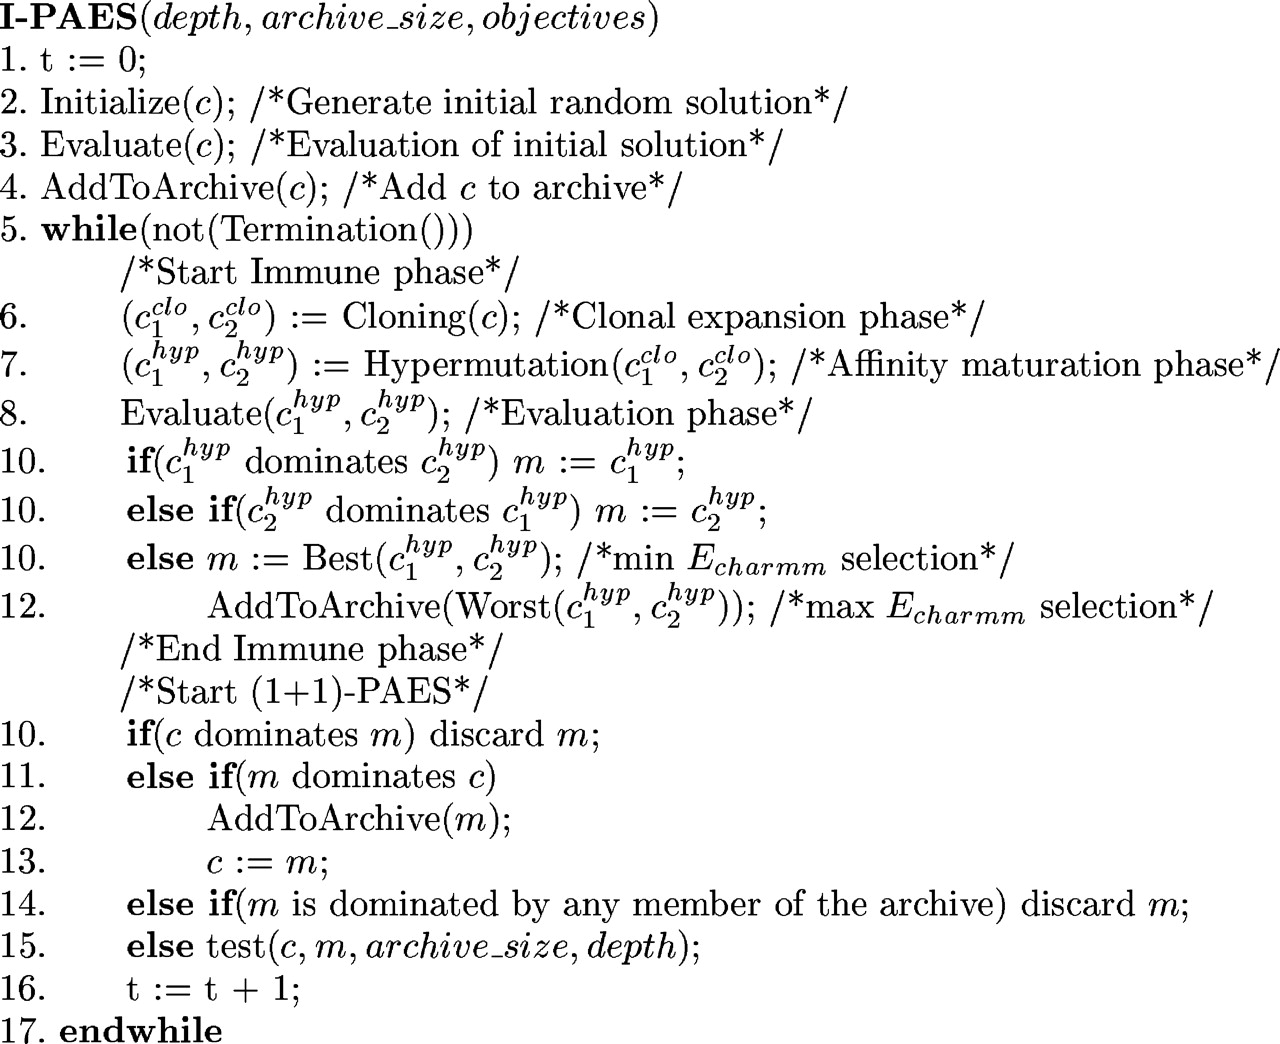 I-PAES(depth, archive_size, objectives)
1. t := 0;
2. Initialize(c); /*Generate initial random solution*/
3. Evaluate(c); /*Evaluation of initial solution*/
4. AddToArchive(c); /*Add c to archive*/
5. while(not(Termination()))
/*Start Immune phase*/
6. (c_1^{clo}, c_2^{clo}) := Cloning(c); /*Clonal expansion phase*/
7. (c_1^{hyp}, c_2^{hyp}) := Hypermutation(c_1^{clo}, c_2^{clo}); /*Affinity maturation phase*/
8. Evaluate(c_1^{hyp}, c_2^{hyp}); /*Evaluation phase*/
10. if(c_1^{hyp} dominates c_2^{hyp}) m := c_1^{hyp};
10. else if(c_2^{hyp} dominates c_1^{hyp}) m := c_2^{hyp};
10. else m := Best(c_1^{hyp}, c_2^{hyp}); /*min E_{charmm} selection*/
12. AddToArchive(Worst(c_1^{hyp}, c_2^{hyp})); /*max E_{charmm} selection*/
/*End Immune phase*/
/*Start (1+1)-PAES*/
10. if(c dominates m) discard m;
11. else if(m dominates c)
12. AddToArchive(m);
13. c := m;
14. else if(m is dominated by any member of the archive) discard m;
15. else test(c, m, archive_size, depth);
16. t := t + 1;
17. endwhile